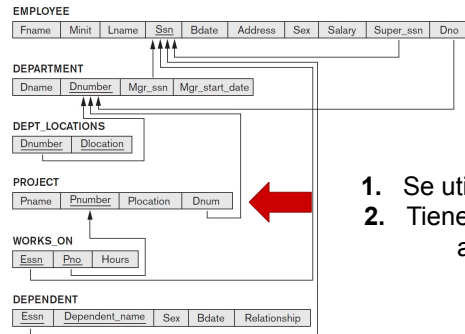 EMPLOYEE
Fname Minit Lname Ssn Bdate Address Sex Salary Super_ssn Dno
DEPARTMENT
Dname Dnumber Mgr_ssn Mgr_start_date
DEPT_LOCATIONS
Dnumber Dlocation
PROJECT
Pname Pnumber Plocation Dnum
1. Se uti
2. Tiene
a
WORKS_ON
Essn Pno Hours
DEPENDENT
Essn Dependent_name Sex Bdate Relationship